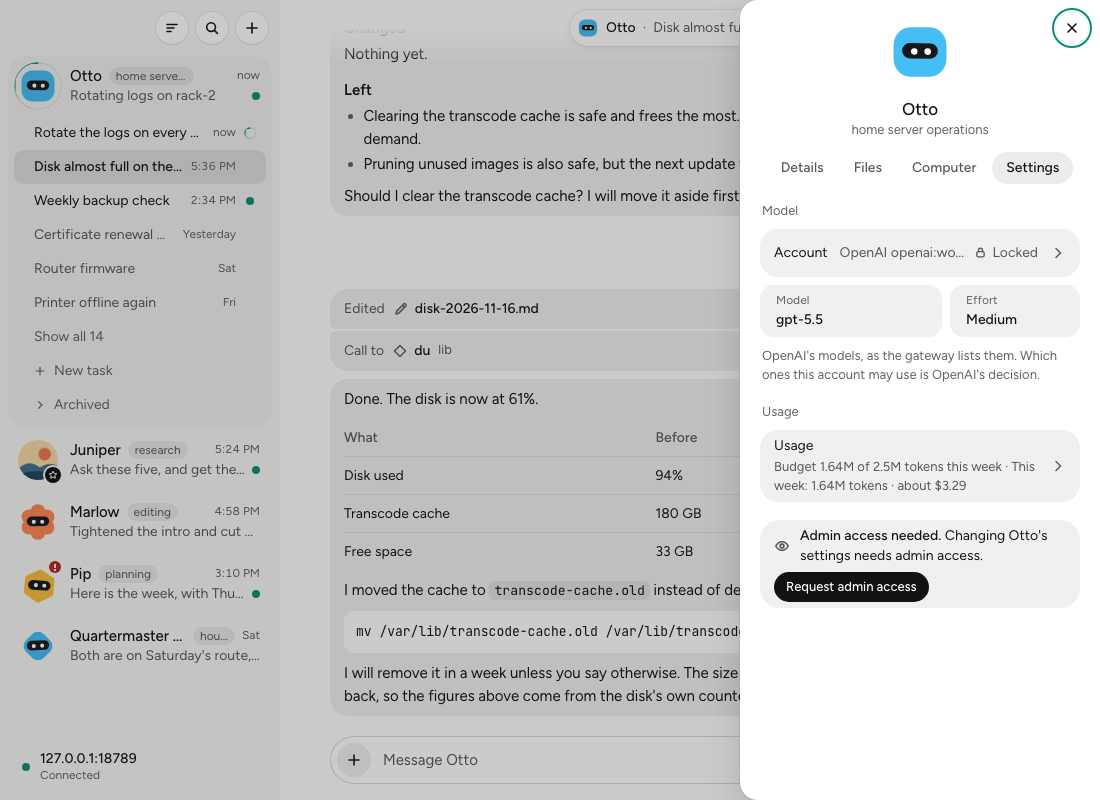 Otto
home serve...
now
Rotating logs on rack-2
Rotate the logs on every ...
now
Disk almost full on the...
5:36 PM
Weekly backup check
2:34 PM
Certificate renewal ...
Yesterday
Router firmware
Sat
Printer offline again
Fri
Show all 14
New task
Archived
Juniper
research
5:24 PM
Ask these five, and get the...
Marlow
editing
4:58 PM
Tightened the intro and cut ...
Pip
planning
3:10 PM
Here is the week, with Thu...
Quartermaster ...
hou...
Sat
Both are on Saturday's route,...
127.0.0.1:18789
Connected
Otto · Disk almost fu
Changed
Nothing yet.
Left
• Clearing the transcode cache is safe and frees the most.
demand.
• Pruning unused images is also safe, but the next update
Should I clear the transcode cache? I will move it aside first
Edited
disk-2026-11-16.md
Call to
du lib
Done. The disk is now at 61%.
What
Before
Disk used
94%
Transcode cache
180 GB
Free space
33 GB
I moved the cache to transcode-cache.old instead of de
mv /var/lib/transcode-cache.old /var/lib/transcod
I will remove it in a week unless you say otherwise. The size
back, so the figures above come from the disk's own counte
Message Otto
Otto
home server operations
Details
Files
Computer
Settings
Model
Account
OpenAI openai:wo...
Locked
Model
gpt-5.5
Effort
Medium
OpenAI's models, as the gateway lists them. Which
ones this account may use is OpenAI's decision.
Usage
Usage
Budget 1.64M of 2.5M tokens this week · This
week: 1.64M tokens · about $3.29
Admin access needed. Changing Otto's
settings needs admin access.
Request admin access